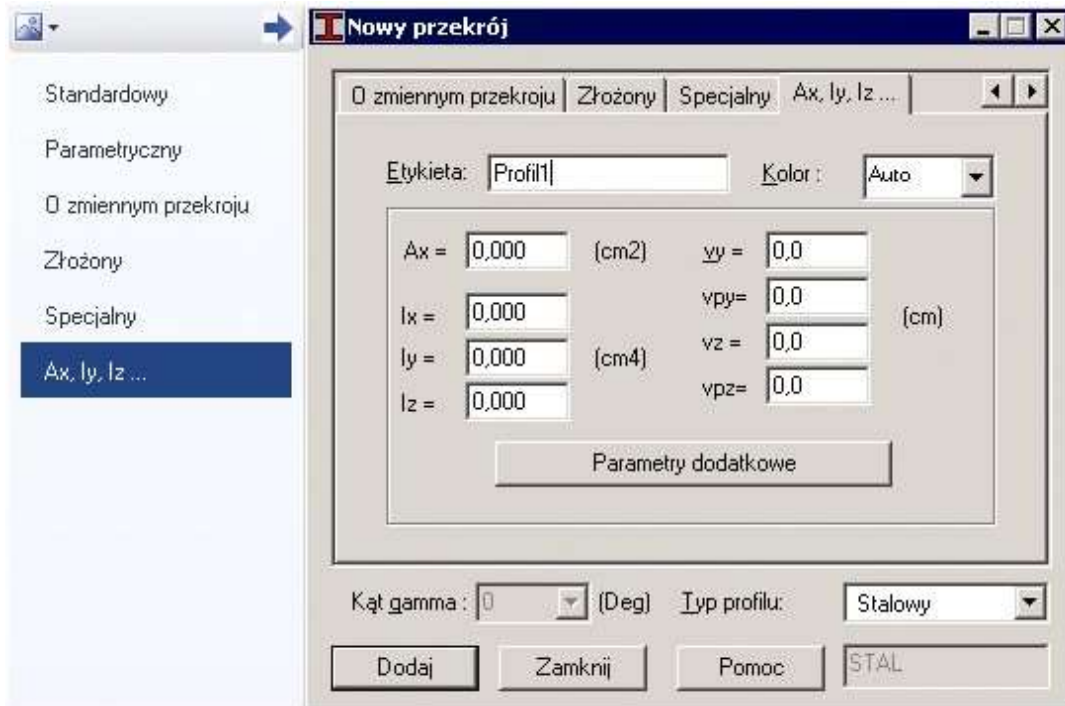 Standardowy
Parametryczny
O zmiennym przekroju
Złożony
Specjalny
Ax, Iy, Iz ...
Nowy przekrój
O zmiennym przekroju Złożony Specjalny Ax, Iy, Iz ...
Etykieta: Profil1 Kolor : Auto
Ax = 0,000 (cm2) vy = 0,0
vpy= 0,0
Ix = 0,000 (cm)
Iy = 0,000 (cm4) vz = 0,0
Iz = 0,000 vpz= 0,0
Parametry dodatkowe
Kąt gamma : 0 (Deg) Typ profilu: Stalowy
Dodaj Zamknij Pomoc STAL